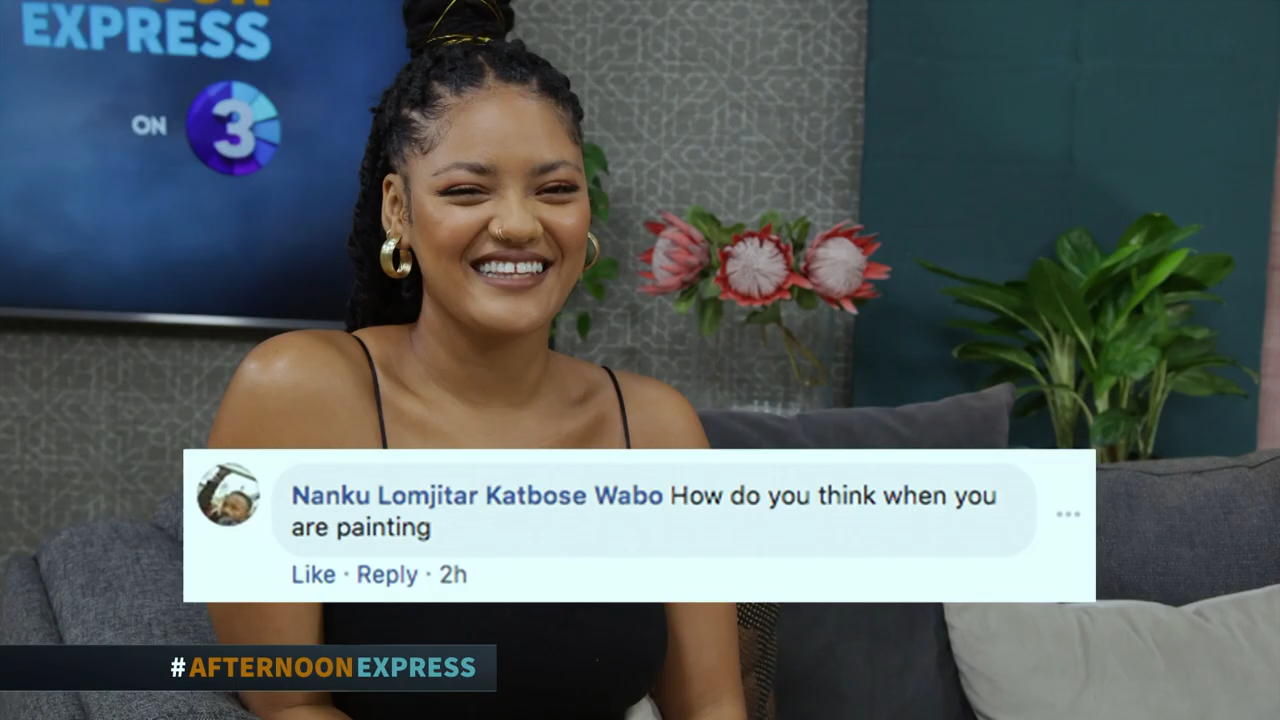 EXPRESS
ON 3
Nanku Lomjitar Katbose Wabo How do you think when you
are painting
Like · Reply · 2h
#AFTERNOONEXPRESS